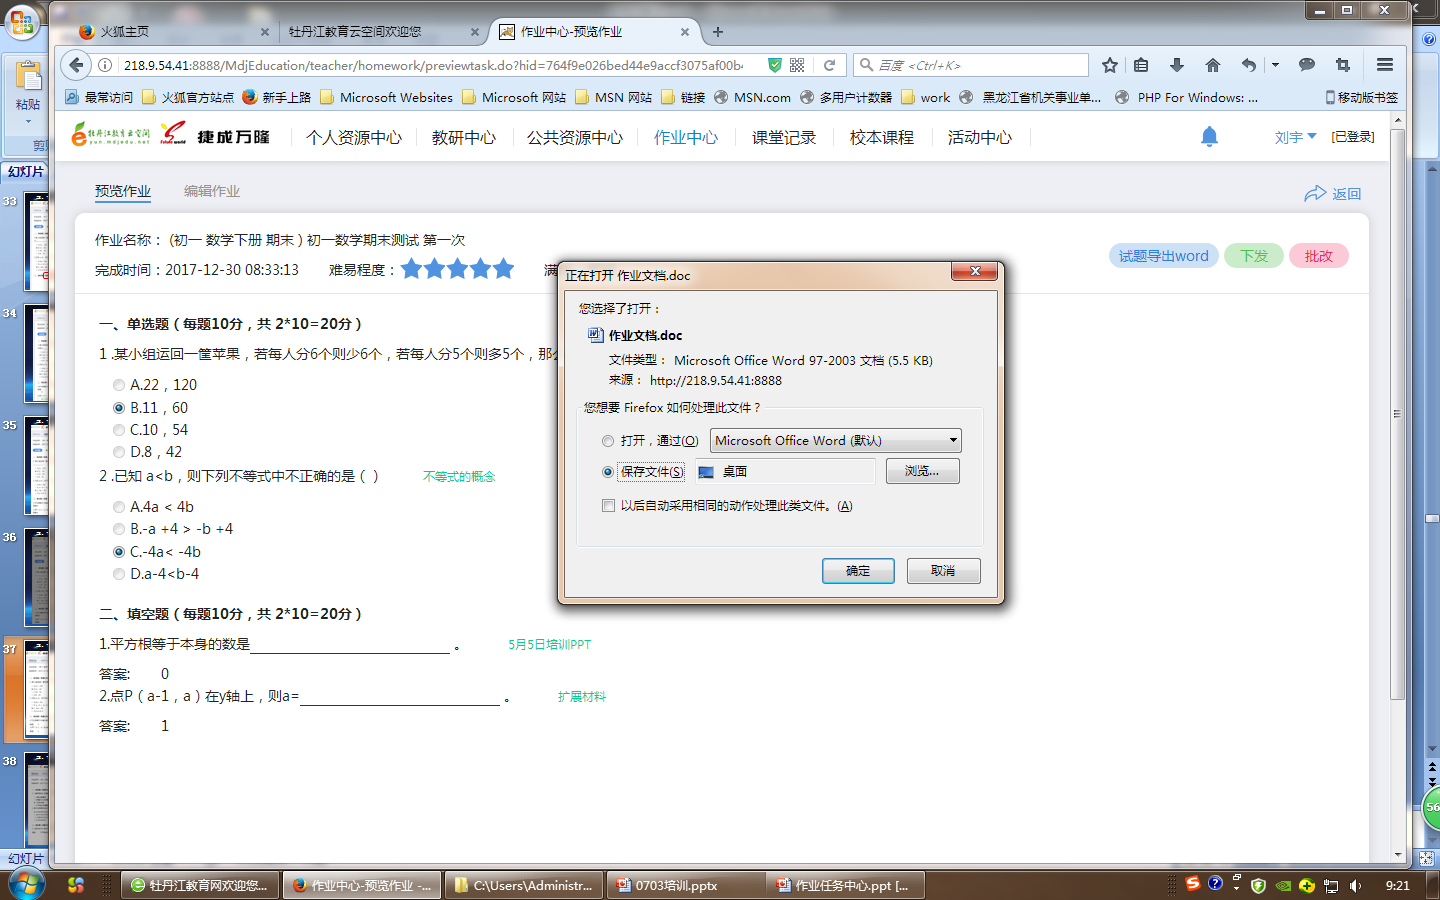 火狐主页
牡丹江教育云空间欢迎您
作业中心-预览作业
218.9.54.41:8888/MdjEducation/teacher/homework/previewtask.do?hid=764f9e026bed44e9accf3075af00b
百度 <Ctrl+K>
最常访问 火狐官方站点 新手上路 Microsoft Websites Microsoft 网站 MSN 网站 链接 MSN.com 多用户计数器 work 黑龙江省机关事业单... PHP For Windows: ... 移动版书签
粘贴
幻灯片
33
34
35
36
37
38
幻灯片
牡丹江教育云空间
yun.mdjedu.net
Future world
捷成万隆
个人资源中心 教研中心 公共资源中心 作业中心 课堂记录 校本课程 活动中心
刘宇 [已登录]
预览作业 编辑作业 返回
作业名称： (初一 数学下册 期末 ) 初一数学期末测试 第一次
完成时间：2017-12-30 08:33:13 难易程度： 满
试题导出word 下发 批改
一、单选题（每题10分，共 2*10=20分）
1 .某小组运回一筐苹果，若每人分6个则少6个，若每人分5个则多5个，那
A.22，120
B.11，60
C.10，54
D.8，42
2 .已知 a<b，则下列不等式中不正确的是（ ） 不等式的概念
A.4a < 4b
B.-a +4 > -b +4
C.-4a< -4b
D.a-4<b-4
二、填空题（每题10分，共 2*10=20分）
1.平方根等于本身的数是 。 5月5日培训PPT
答案: 0
2.点P（a-1，a）在y轴上，则a= 。 扩展材料
答案: 1
正在打开 作业文档.doc
您选择了打开：
作业文档.doc
文件类型： Microsoft Office Word 97-2003 文档 (5.5 KB)
来源： http://218.9.54.41:8888
您想要 Firefox 如何处理此文件？
打开，通过(O) Microsoft Office Word (默认)
保存文件(S) 桌面 浏览...
以后自动采用相同的动作处理此类文件。(A)
确定 取消
56
牡丹江教育网欢迎您... 作业中心-预览作业 -... C:\Users\Administr... 0703培训.pptx 作业任务中心.ppt [... 9:21